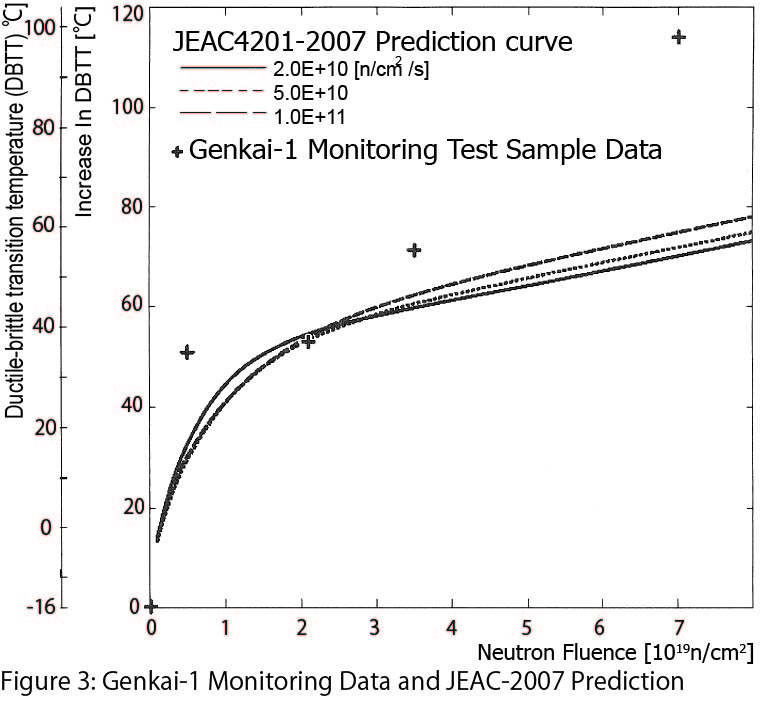 Ductile-brittle transition temperature (DBTT) ℃]
100
80
60
40
20
0
-16
Increase In DBTT [℃]
120
100
80
60
40
20
0
JEAC4201-2007 Prediction curve
2.0E+10 [n/cm² /s]
5.0E+10
1.0E+11
Genkai-1 Monitoring Test Sample Data
0 1 2 3 4 5 6 7
Neutron Fluence [10¹⁹n/cm²]
Figure 3: Genkai-1 Monitoring Data and JEAC-2007 Prediction